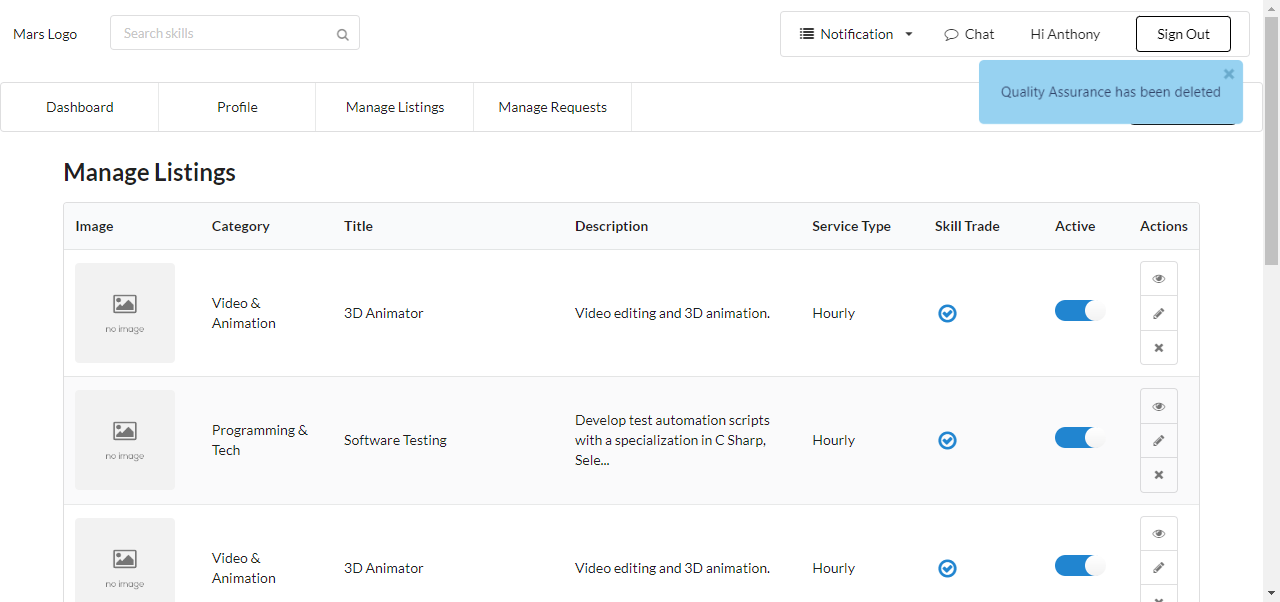 Mars Logo
Search skills
Notification
Chat
Hi Anthony
Sign Out
Quality Assurance has been deleted
Dashboard
Profile
Manage Listings
Manage Requests
Manage Listings
Image Category Title Description Service Type Skill Trade Active Actions
no image
Video &
Animation
3D Animator
Video editing and 3D animation.
Hourly
no image
Programming &
Tech
Software Testing
Develop test automation scripts
with a specialization in C Sharp,
Sele...
Hourly
no image
Video &
Animation
3D Animator
Video editing and 3D animation.
Hourly